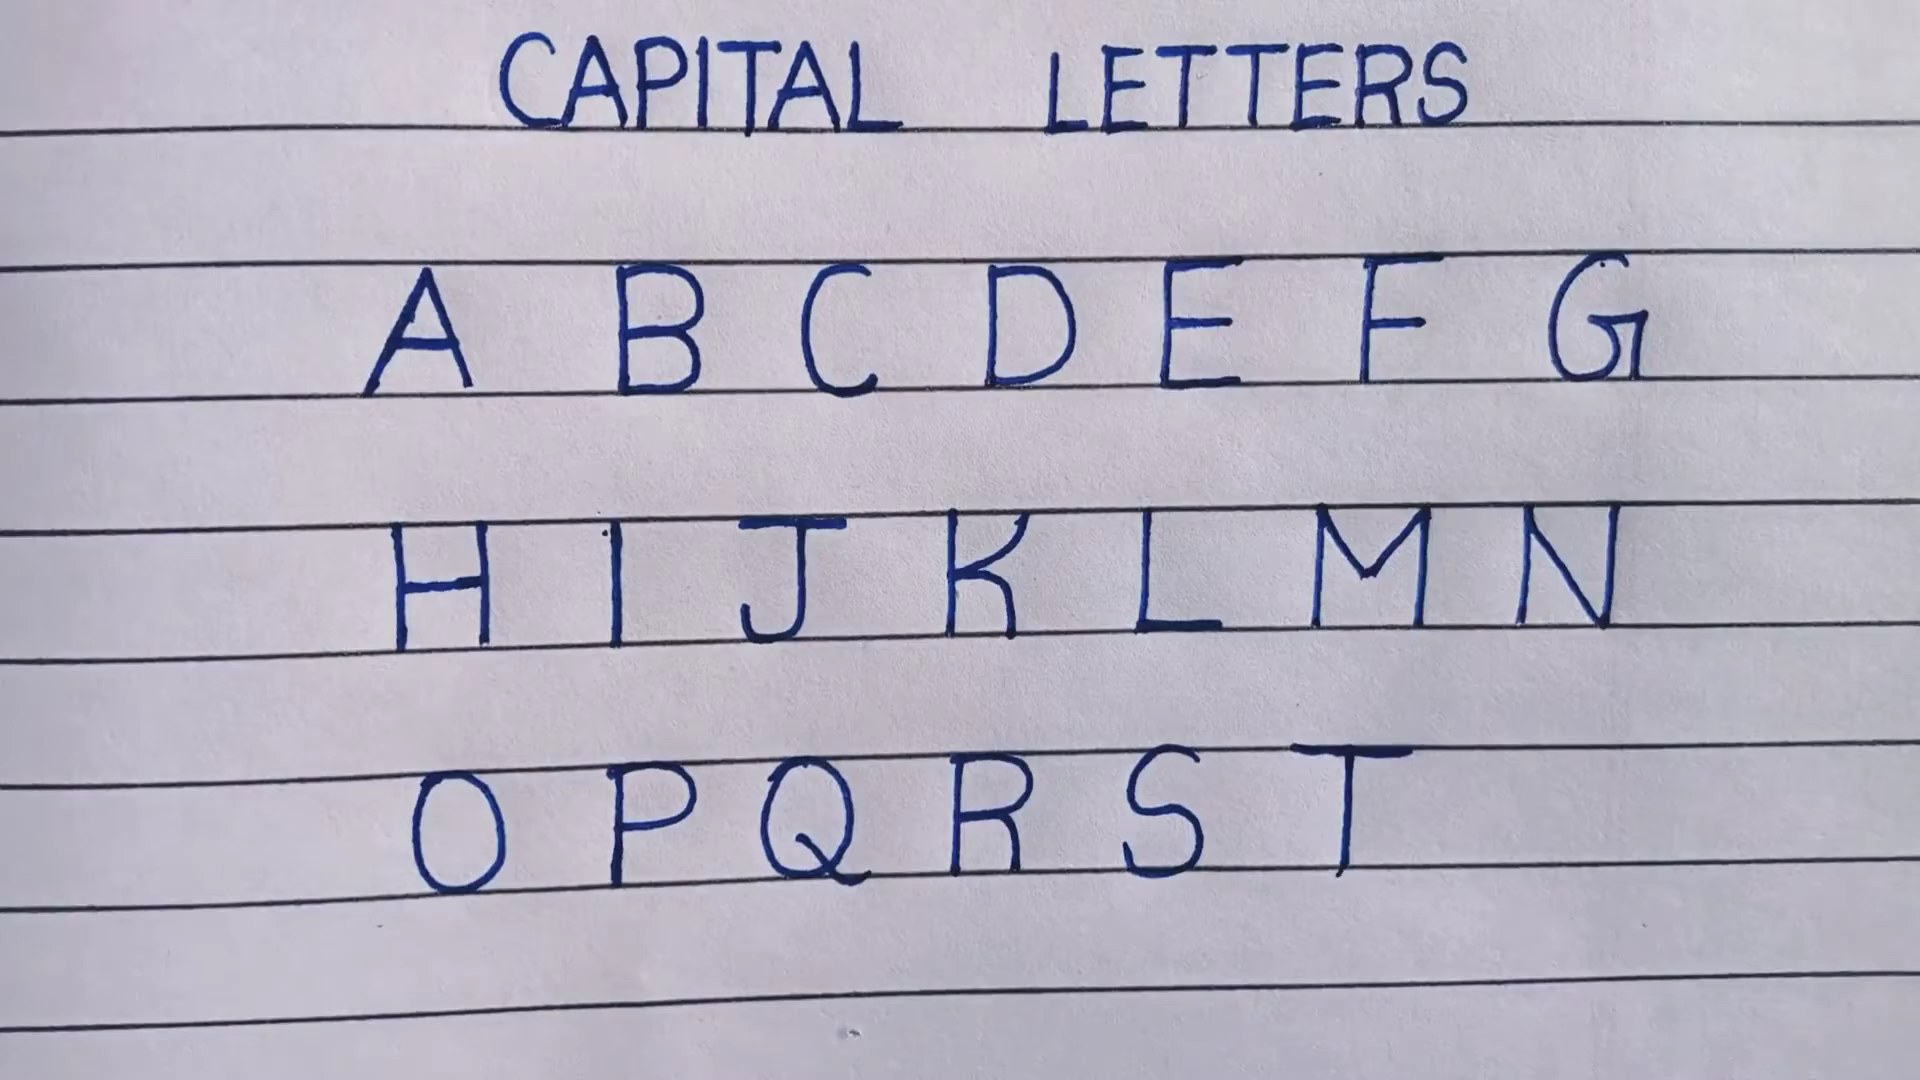 CAPITAL LETTERS
A B C D E F G
H I J K L M N
O P Q R S T